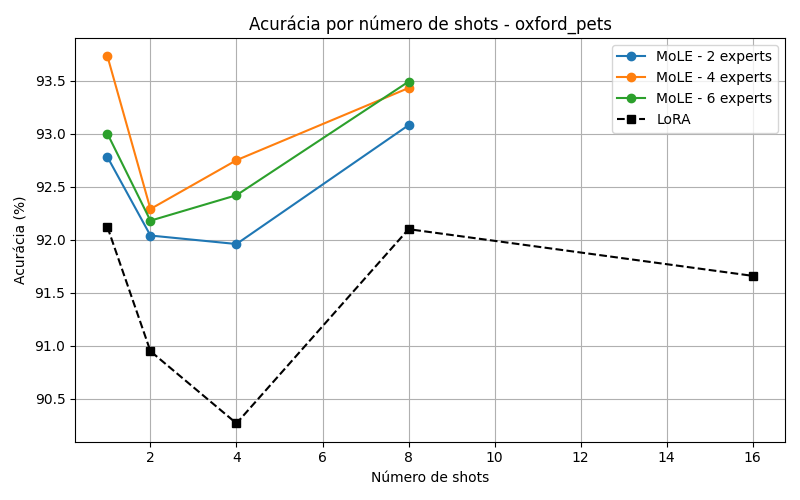 Acurácia por número de shots - oxford_pets
MoLE - 2 experts
MoLE - 4 experts
MoLE - 6 experts
LoRA
Acurácia (%)
93.5
93.0
92.5
92.0
91.5
91.0
90.5
2 4 6 8 10 12 14 16
Número de shots